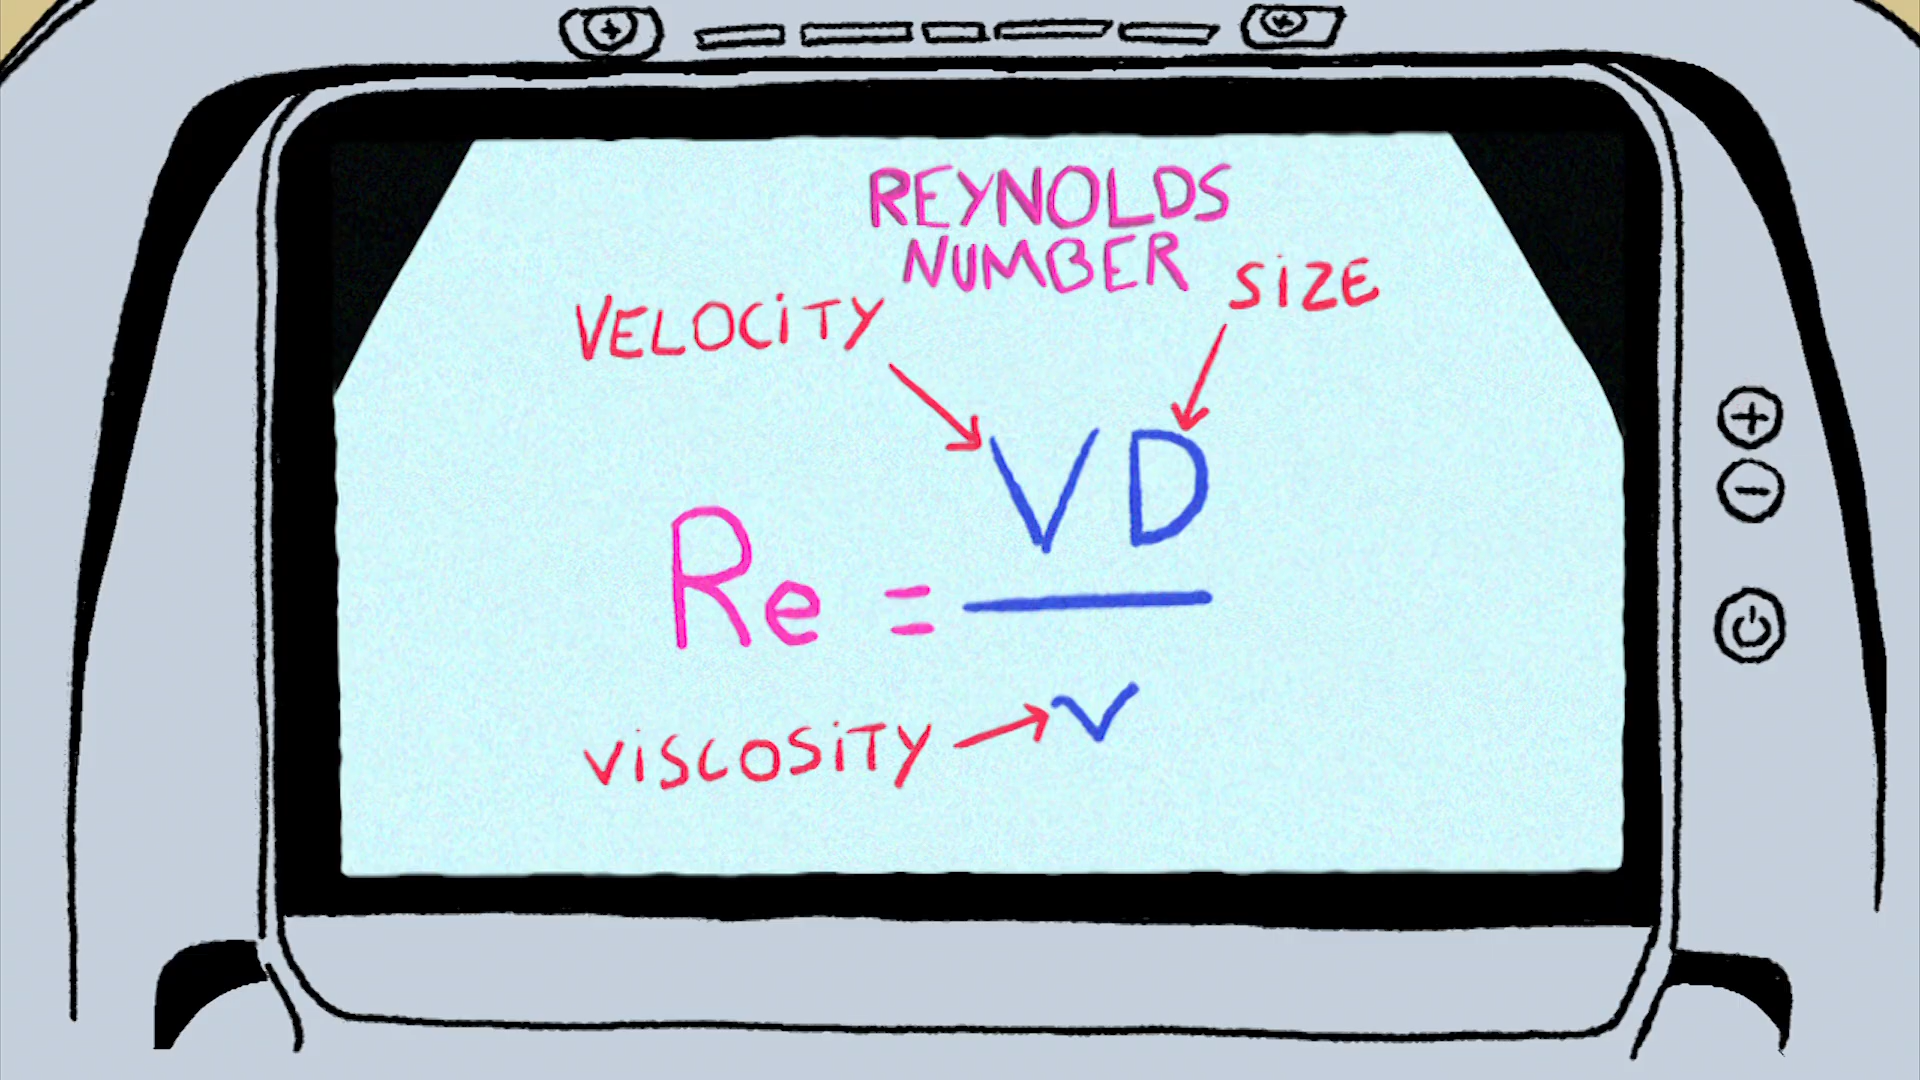 REYNOLDS
NUMBER
SiZE
VELOCiTY
VD
Re =
ν
ViSCOSiTY